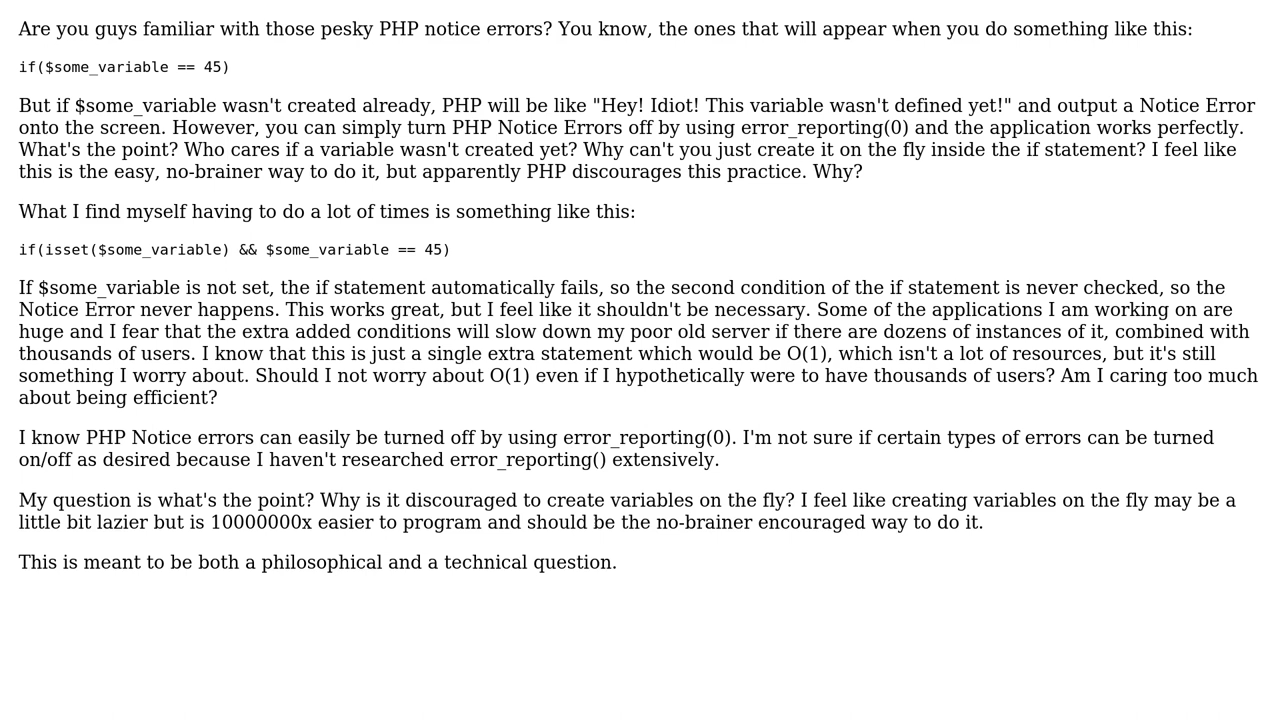 Are you guys familiar with those pesky PHP notice errors? You know, the ones that will appear when you do something like this:
if($some_variable == 45)
But if $some_variable wasn't created already, PHP will be like "Hey! Idiot! This variable wasn't defined yet!" and output a Notice Error
onto the screen. However, you can simply turn PHP Notice Errors off by using error_reporting(0) and the application works perfectly.
What's the point? Who cares if a variable wasn't created yet? Why can't you just create it on the fly inside the if statement? I feel like
this is the easy, no-brainer way to do it, but apparently PHP discourages this practice. Why?
What I find myself having to do a lot of times is something like this:
if(isset($some_variable) && $some_variable == 45)
If $some_variable is not set, the if statement automatically fails, so the second condition of the if statement is never checked, so the
Notice Error never happens. This works great, but I feel like it shouldn't be necessary. Some of the applications I am working on are
huge and I fear that the extra added conditions will slow down my poor old server if there are dozens of instances of it, combined with
thousands of users. I know that this is just a single extra statement which would be O(1), which isn't a lot of resources, but it's still
something I worry about. Should I not worry about O(1) even if I hypothetically were to have thousands of users? Am I caring too much
about being efficient?
I know PHP Notice errors can easily be turned off by using error_reporting(0). I'm not sure if certain types of errors can be turned
on/off as desired because I haven't researched error_reporting() extensively.
My question is what's the point? Why is it discouraged to create variables on the fly? I feel like creating variables on the fly may be a
little bit lazier but is 10000000x easier to program and should be the no-brainer encouraged way to do it.
This is meant to be both a philosophical and a technical question.